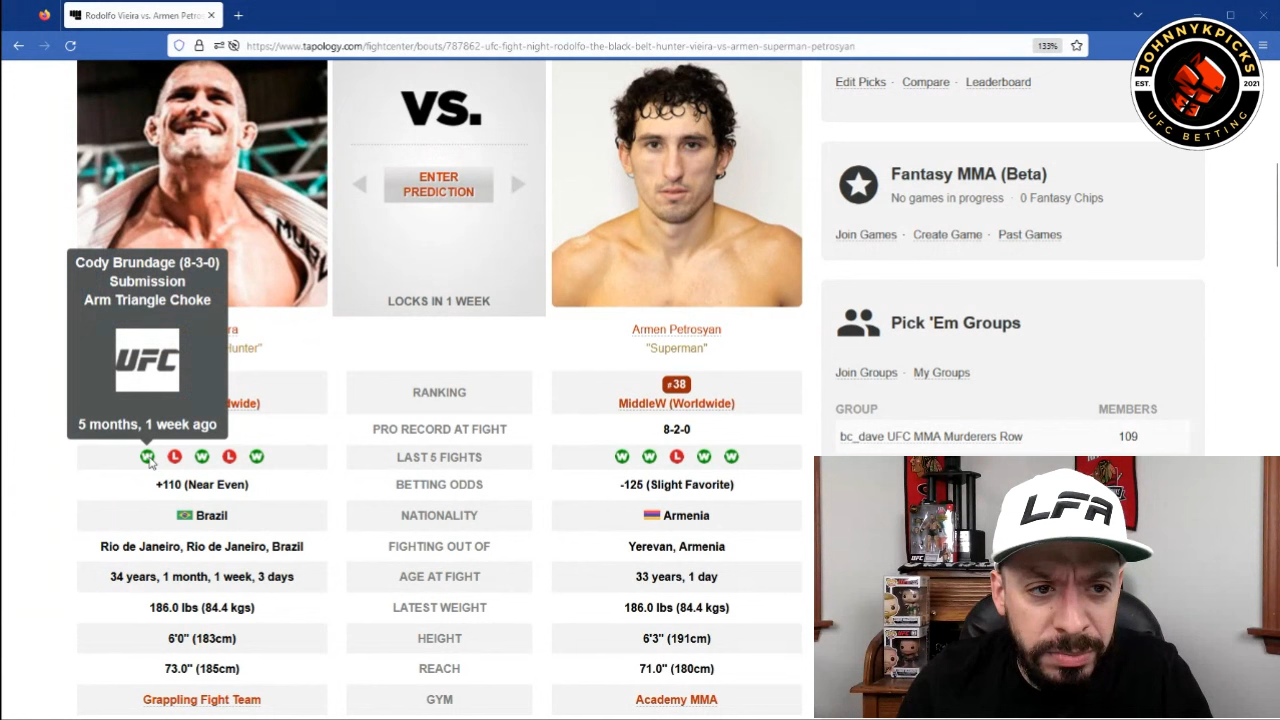 Rodolfo Vieira vs. Armen Petro
https://www.tapology.com/fightcenter/bouts/787862-ufc-fight-night-rodolfo-the-black-belt-hunter-vieira-vs-armen-superman-petrosyan
133%
JOHNNYKPICKS
EST. 2021
UFC BETTING
VS.
ENTER
PREDICTION
LOCKS IN 1 WEEK
Edit Picks · Compare · Leaderboard
Fantasy MMA (Beta)
No games in progress · 0 Fantasy Chips
Join Games · Create Game · Past Games
Pick 'Em Groups
Join Groups · My Groups
GROUP MEMBERS
bc_dave UFC MMA Murderers Row 109
Cody Brundage (8-3-0)
Submission
Arm Triangle Choke
UFC
5 months, 1 week ago
ra
Hunter"
Armen Petrosyan
"Superman"
dwide) RANKING #38
MiddleW (Worldwide)
PRO RECORD AT FIGHT 8-2-0
W L W L W LAST 5 FIGHTS W W L W W
+110 (Near Even) BETTING ODDS -125 (Slight Favorite)
Brazil NATIONALITY Armenia
Rio de Janeiro, Rio de Janeiro, Brazil FIGHTING OUT OF Yerevan, Armenia
34 years, 1 month, 1 week, 3 days AGE AT FIGHT 33 years, 1 day
186.0 lbs (84.4 kgs) LATEST WEIGHT 186.0 lbs (84.4 kgs)
6'0" (183cm) HEIGHT 6'3" (191cm)
73.0" (185cm) REACH 71.0" (180cm)
Grappling Fight Team GYM Academy MMA
LFA